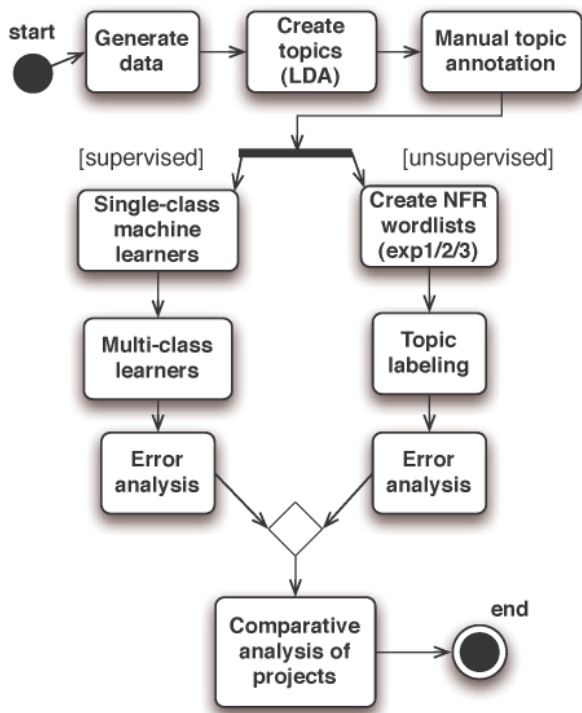 start
Generate
data
Create
topics
(LDA)
Manual topic
annotation
[supervised]
[unsupervised]
Single-class
machine
learners
Create NFR
wordlists
(exp1/2/3)
Multi-class
learners
Topic
labeling
Error
analysis
Error
analysis
Comparative
analysis of
projects
end